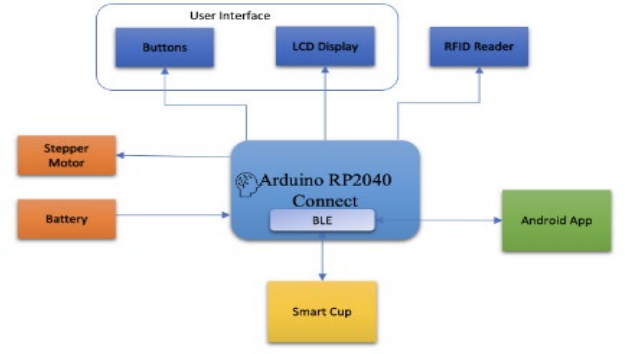 User Interface
Buttons
LCD Display
RFID Reader
Stepper
Motor
Arduino RP2040
Connect
Battery
BLE
Android App
Smart Cup